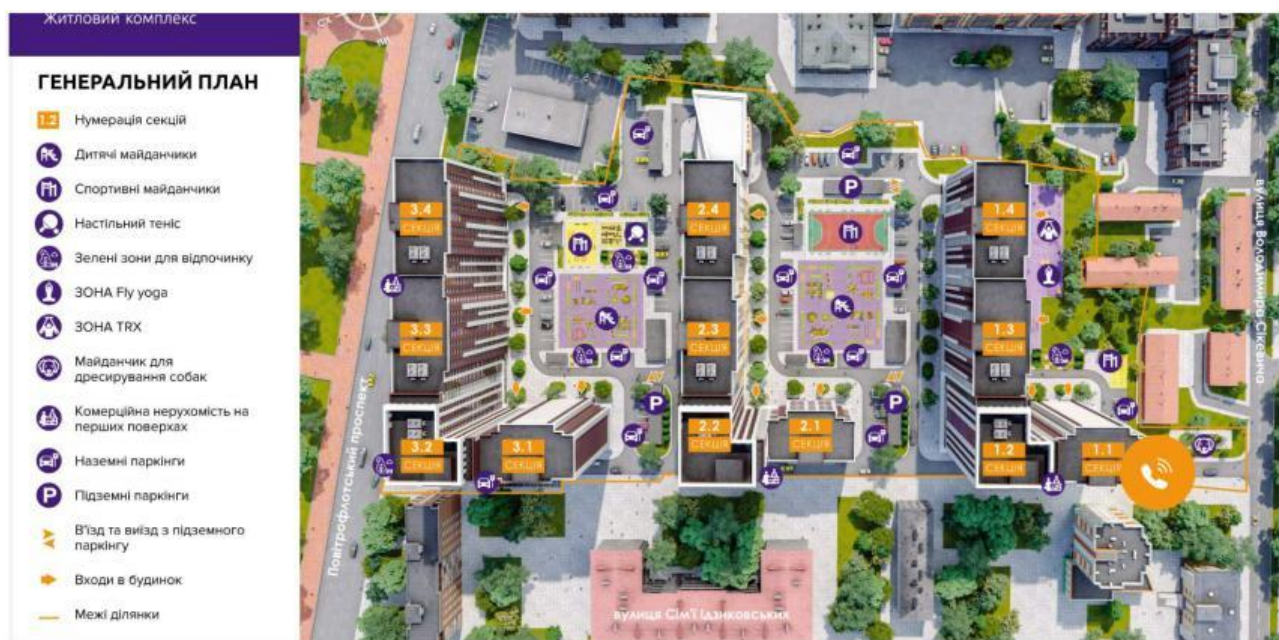 Житловий комплекс
ГЕНЕРАЛЬНИЙ ПЛАН
1.2 Нумерація секцій
Дитячі майданчики
Спортивні майданчики
Настільний теніс
Зелені зони для відпочинку
ЗОНА Fly yoga
ЗОНА TRX
Майданчик для
дресирування собак
Комерційна нерухомість на
перших поверхах
Наземні паркінги
P Підземні паркінги
В'їзд та виїзд з підземного
паркінгу
Входи в будинок
Межі ділянки
ПН
P
3.4
СЕКЦІЯ
2.4
СЕКЦІЯ
1.4
СЕКЦІЯ
3.3
СЕКЦІЯ
2.3
СЕКЦІЯ
1.3
СЕКЦІЯ
P
P
3.2
СЕКЦІЯ
3.1
СЕКЦІЯ
2.2
СЕКЦІЯ
2.1
СЕКЦІЯ
1.2
СЕКЦІЯ
1.1
СЕКЦІЯ
Повітрофлотський проспект
вулиця Сім'ї Ідзиковських